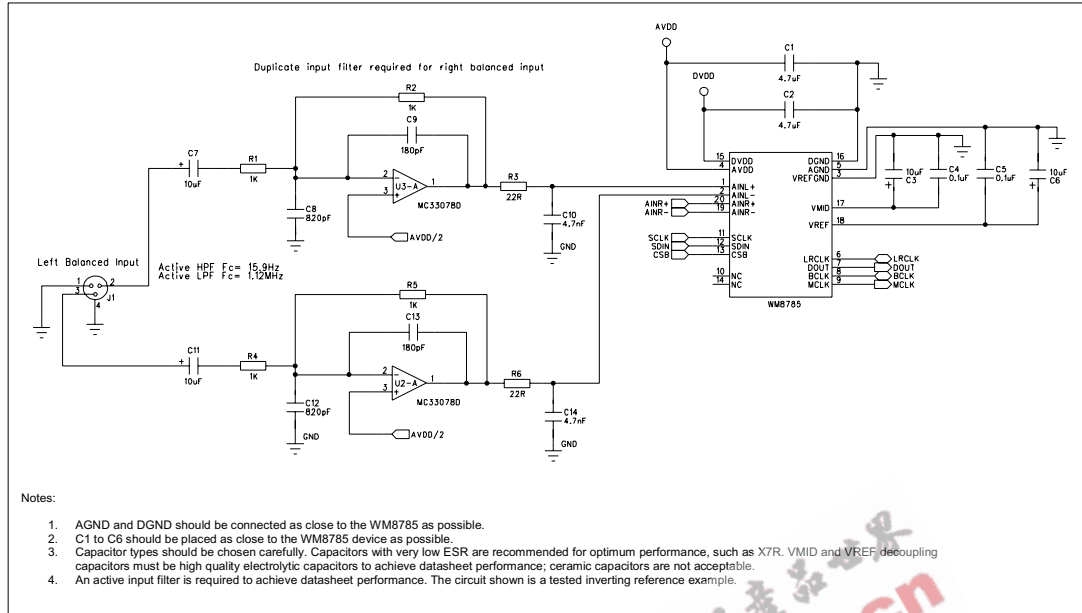 AVDD
C1
4.7uF
DVDD
C2
4.7uF
Duplicate input filter required for right balanced input
R2
1K
C9
180pF
C7
+
10uF
R1
1K
2
3
U3-A
1
MC33078D
C8
820pF
GND
AVDD/2
R3
22R
C10
4.7nF
GND
15 DVDD
4 AVDD
1 AINL+
2 AINL-
AINR+ 20 AINR+
AINR- 19 AINR-
SCLK 11 SCLK
SDIN 12 SDIN
CSB 13 CSB
10 NC
14 NC
DGND 16
AGND 5
VREFGND 3
VMID 17
VREF 18
LRCLK 6 LRCLK
DOUT 7 DOUT
BCLK 8 BCLK
MCLK 9 MCLK
WM8785
10uF
C3
C4
0.1uF
C5
0.1uF
10uF
C6
Left Balanced Input
1
2
3
J1
4
Active HPF Fc= 15.9Hz
Active LPF Fc= 1.12MHz
R5
1K
C13
180pF
C11
+
10uF
R4
1K
2
3
U2-A
1
MC33078D
C12
820pF
GND
AVDD/2
R6
22R
C14
4.7nF
GND
Notes:
1. AGND and DGND should be connected as close to the WM8785 as possible.
2. C1 to C6 should be placed as close to the WM8785 device as possible.
3. Capacitor types should be chosen carefully. Capacitors with very low ESR are recommended for optimum performance, such as X7R. VMID and VREF decoupling
capacitors must be high quality electrolytic capacitors to achieve datasheet performance; ceramic capacitors are not acceptable.
4. An active input filter is required to achieve datasheet performance. The circuit shown is a tested inverting reference example.